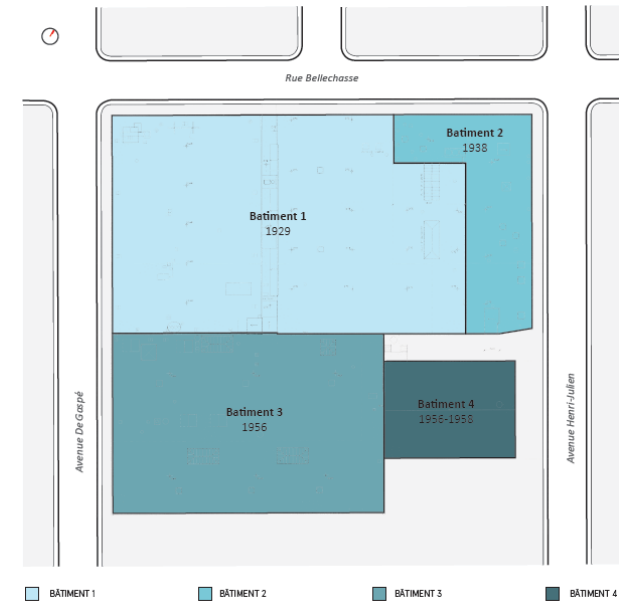 Rue Bellechasse
Batiment 2
1938
Batiment 1
1929
Batiment 3
1956
Batiment 4
1956-1958
Avenue De Gaspé
Avenue Henri-Julien
BÂTIMENT 1
BÂTIMENT 2
BÂTIMENT 3
BÂTIMENT 4